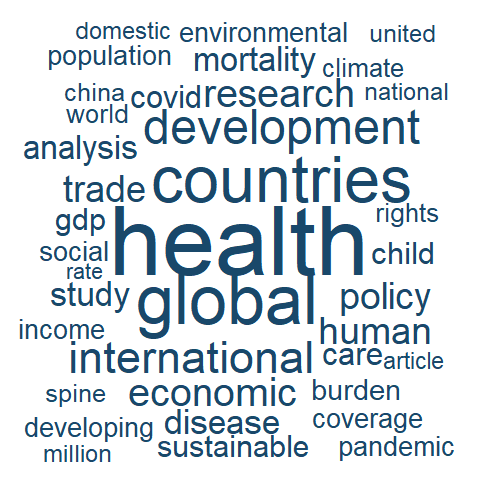 domestic environmental united
population mortality climate
china covid research national
world development
analysis countries
trade
gdp health rights
social child
rate
study global policy
income human
international care article
spine economic burden
developing disease coverage
million sustainable pandemic